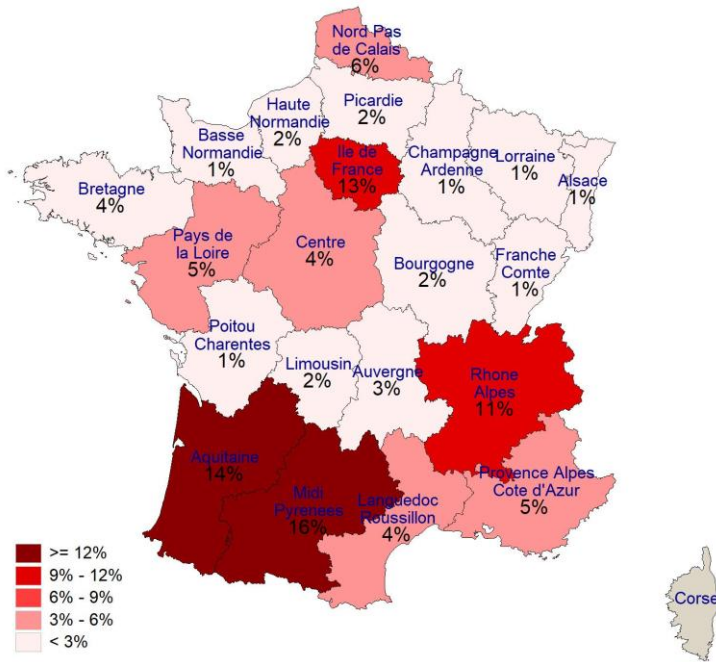 Nord Pas
de Calais
6%
Haute
Normandie
2%
Picardie
2%
Basse
Normandie
1%
Ile de
France
13%
Champagne
Ardenne
1%
Lorraine
1%
Alsace
1%
Bretagne
4%
Pays de
la Loire
5%
Centre
4%
Bourgogne
2%
Franche
Comte
1%
Poitou
Charentes
1%
Limousin
2%
Auvergne
3%
Rhone
Alpes
11%
Aquitaine
14%
Midi
Pyrenees
16%
Languedoc
Roussillon
4%
Provence Alpes
Cote d'Azur
5%
Corse
>= 12%
9% - 12%
6% - 9%
3% - 6%
< 3%